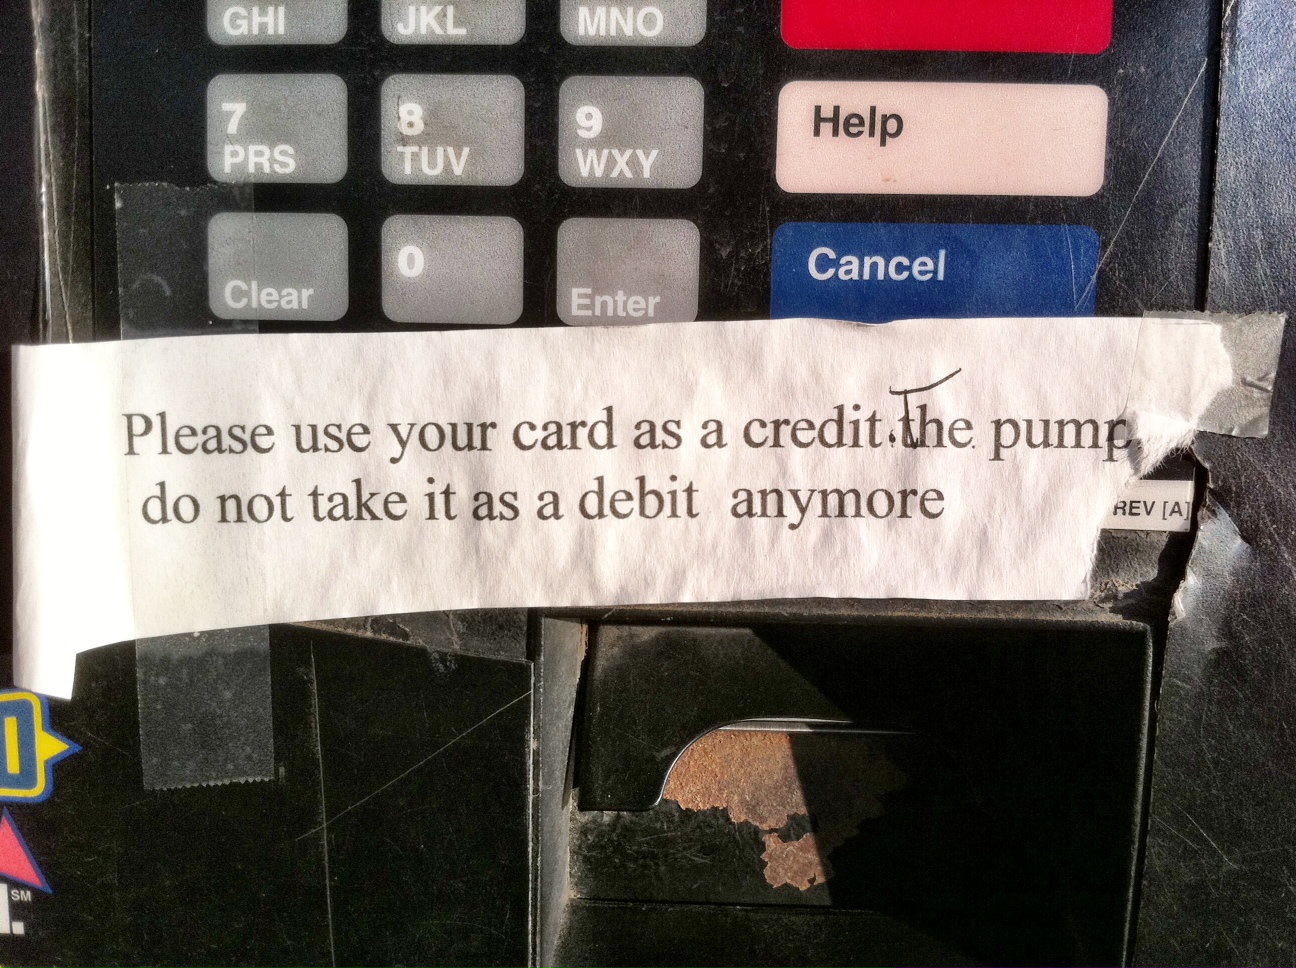 GHI JKL MNO
7 8 9 Help
PRS TUV WXY
0 Cancel
Clear Enter
Please use your card as a credit.The pump
do not take it as a debit anymore
REV [A]
SM